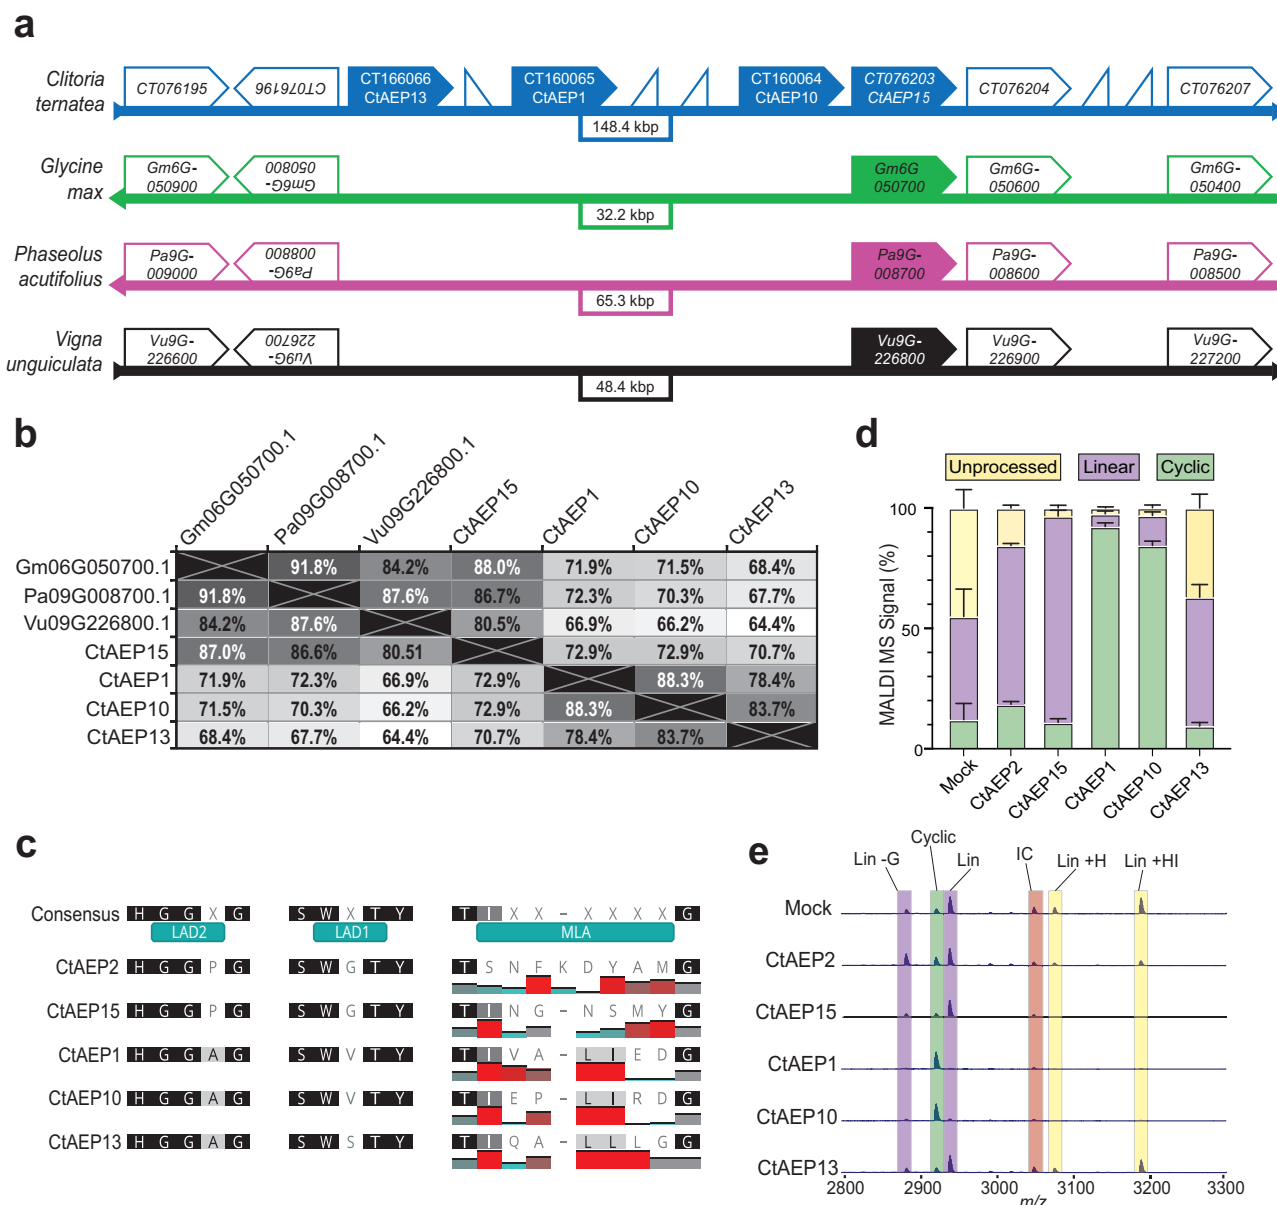 a
Clitoria
ternatea
CT076195
CT076196
CT166066
CtAEP13
CT160065
CtAEP1
CT160064
CtAEP10
CT076203
CtAEP15
CT076204
CT076207
148.4 kbp
Glycine
max
Gm6G-
050900
Gm6G-
050800
Gm6G
050700
Gm6G-
050600
Gm6G-
050400
32.2 kbp
Phaseolus
acutifolius
Pa9G-
009000
Pa9G-
008800
Pa9G-
008700
Pa9G-
008600
Pa9G-
008500
65.3 kbp
Vigna
unguiculata
Vu9G-
226600
Vu9G-
226700
Vu9G-
226800
Vu9G-
226900
Vu9G-
227200
48.4 kbp
b
Gm06G050700.1 Pa09G008700.1 Vu09G226800.1 CtAEP15 CtAEP1 CtAEP10 CtAEP13
Gm06G050700.1 91.8% 84.2% 88.0% 71.9% 71.5% 68.4%
Pa09G008700.1 91.8% 87.6% 86.7% 72.3% 70.3% 67.7%
Vu09G226800.1 84.2% 87.6% 80.5% 66.9% 66.2% 64.4%
CtAEP15 87.0% 86.6% 80.51 72.9% 72.9% 70.7%
CtAEP1 71.9% 72.3% 66.9% 72.9% 88.3% 78.4%
CtAEP10 71.5% 70.3% 66.2% 72.9% 88.3% 83.7%
CtAEP13 68.4% 67.7% 64.4% 70.7% 78.4% 83.7%
c
Consensus H G G X G S W X T Y T I X X - X X X X G
LAD2 LAD1 MLA
CtAEP2 H G G P G S W G T Y T S N F K D Y A M G
CtAEP15 H G G P G S W G T Y T I N G - N S M Y G
CtAEP1 H G G A G S W V T Y T I V A - L I E D G
CtAEP10 H G G A G S W V T Y T I E P - L I R D G
CtAEP13 H G G A G S W S T Y T I Q A - L L L G G
d
Unprocessed Linear Cyclic
MALDI MS Signal (%)
100
50
0
Mock CtAEP2 CtAEP15 CtAEP1 CtAEP10 CtAEP13
e
Lin -G Cyclic Lin IC Lin +H Lin +HI
Mock
CtAEP2
CtAEP15
CtAEP1
CtAEP10
CtAEP13
2800 2900 3000 3100 3200 3300
m/z